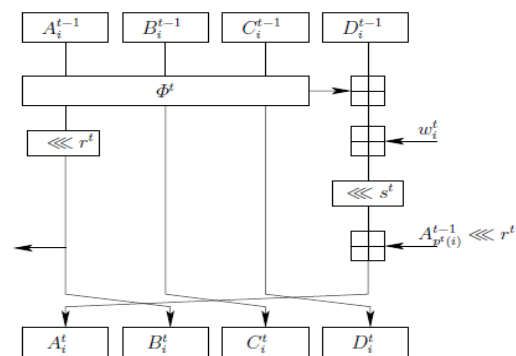 A_i^{t-1} B_i^{t-1} C_i^{t-1} D_i^{t-1}
Φ^t
⋘ r^t
w_i^t
⋘ s^t
A_{p^t(i)}^{t-1} ⋘ r^t
A_i^t B_i^t C_i^t D_i^t